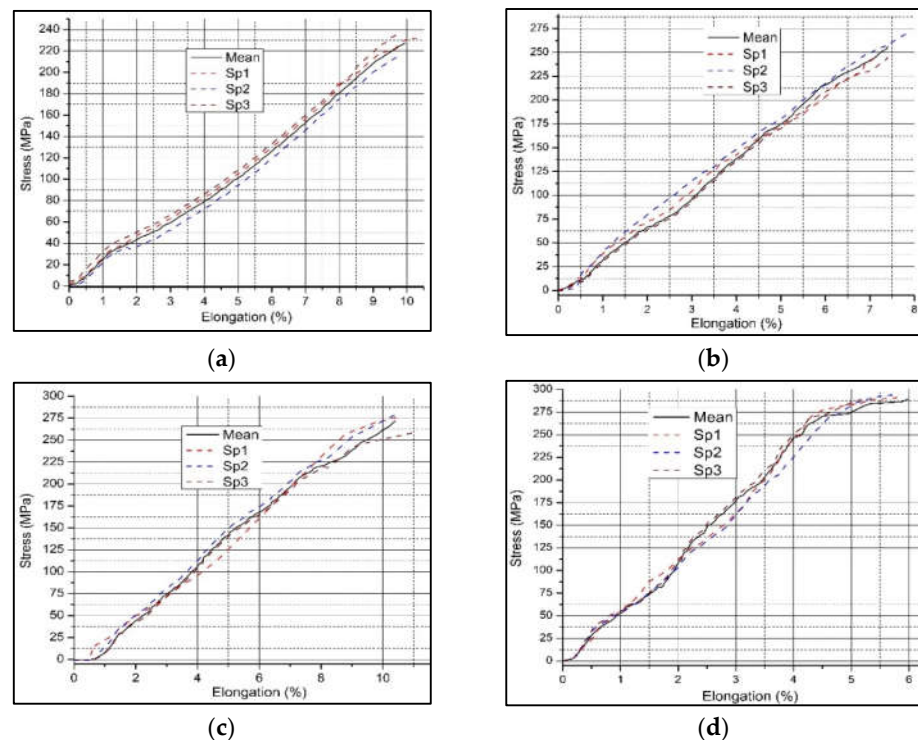 240
220
200
180
160
140
120
100
80
60
40
20
0
Stress (MPa)
Mean
Sp1
Sp2
Sp3
0 1 2 3 4 5 6 7 8 9 10
Elongation (%)
(a)
275
250
225
200
175
150
125
100
75
50
25
0
Stress (MPa)
Mean
Sp1
Sp2
Sp3
0 1 2 3 4 5 6 7 8
Elongation (%)
(b)
300
275
250
225
200
175
150
125
100
75
50
25
0
Stress (MPa)
Mean
Sp1
Sp2
Sp3
0 2 4 6 8 10
Elongation (%)
(c)
300
275
250
225
200
175
150
125
100
75
50
25
0
Stress (MPa)
Mean
Sp1
Sp2
Sp3
0 1 2 3 4 5 6
Elongation (%)
(d)